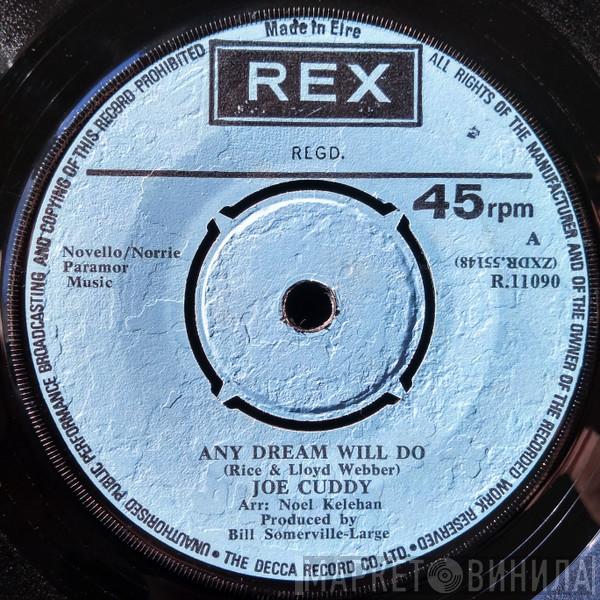 Made in Eire
REX
REGD.
45 rpm
A
(ZXDR.55148)
R.11090
Novello/Norrie
Paramor
Music
ANY DREAM WILL DO
(Rice & Lloyd Webber)
JOE CUDDY
Arr: Noel Kelehan
Produced by
Bill Somerville-Large
ALL RIGHTS OF THE MANUFACTURER AND OF THE OWNER OF THE RECORDED WORK RESERVED • THE DECCA RECORD CO. LTD. • UNAUTHORISED PUBLIC PERFORMANCE BROADCASTING AND COPYING OF THIS RECORD PROHIBITED
МАРКЕТ ВИНИЛА